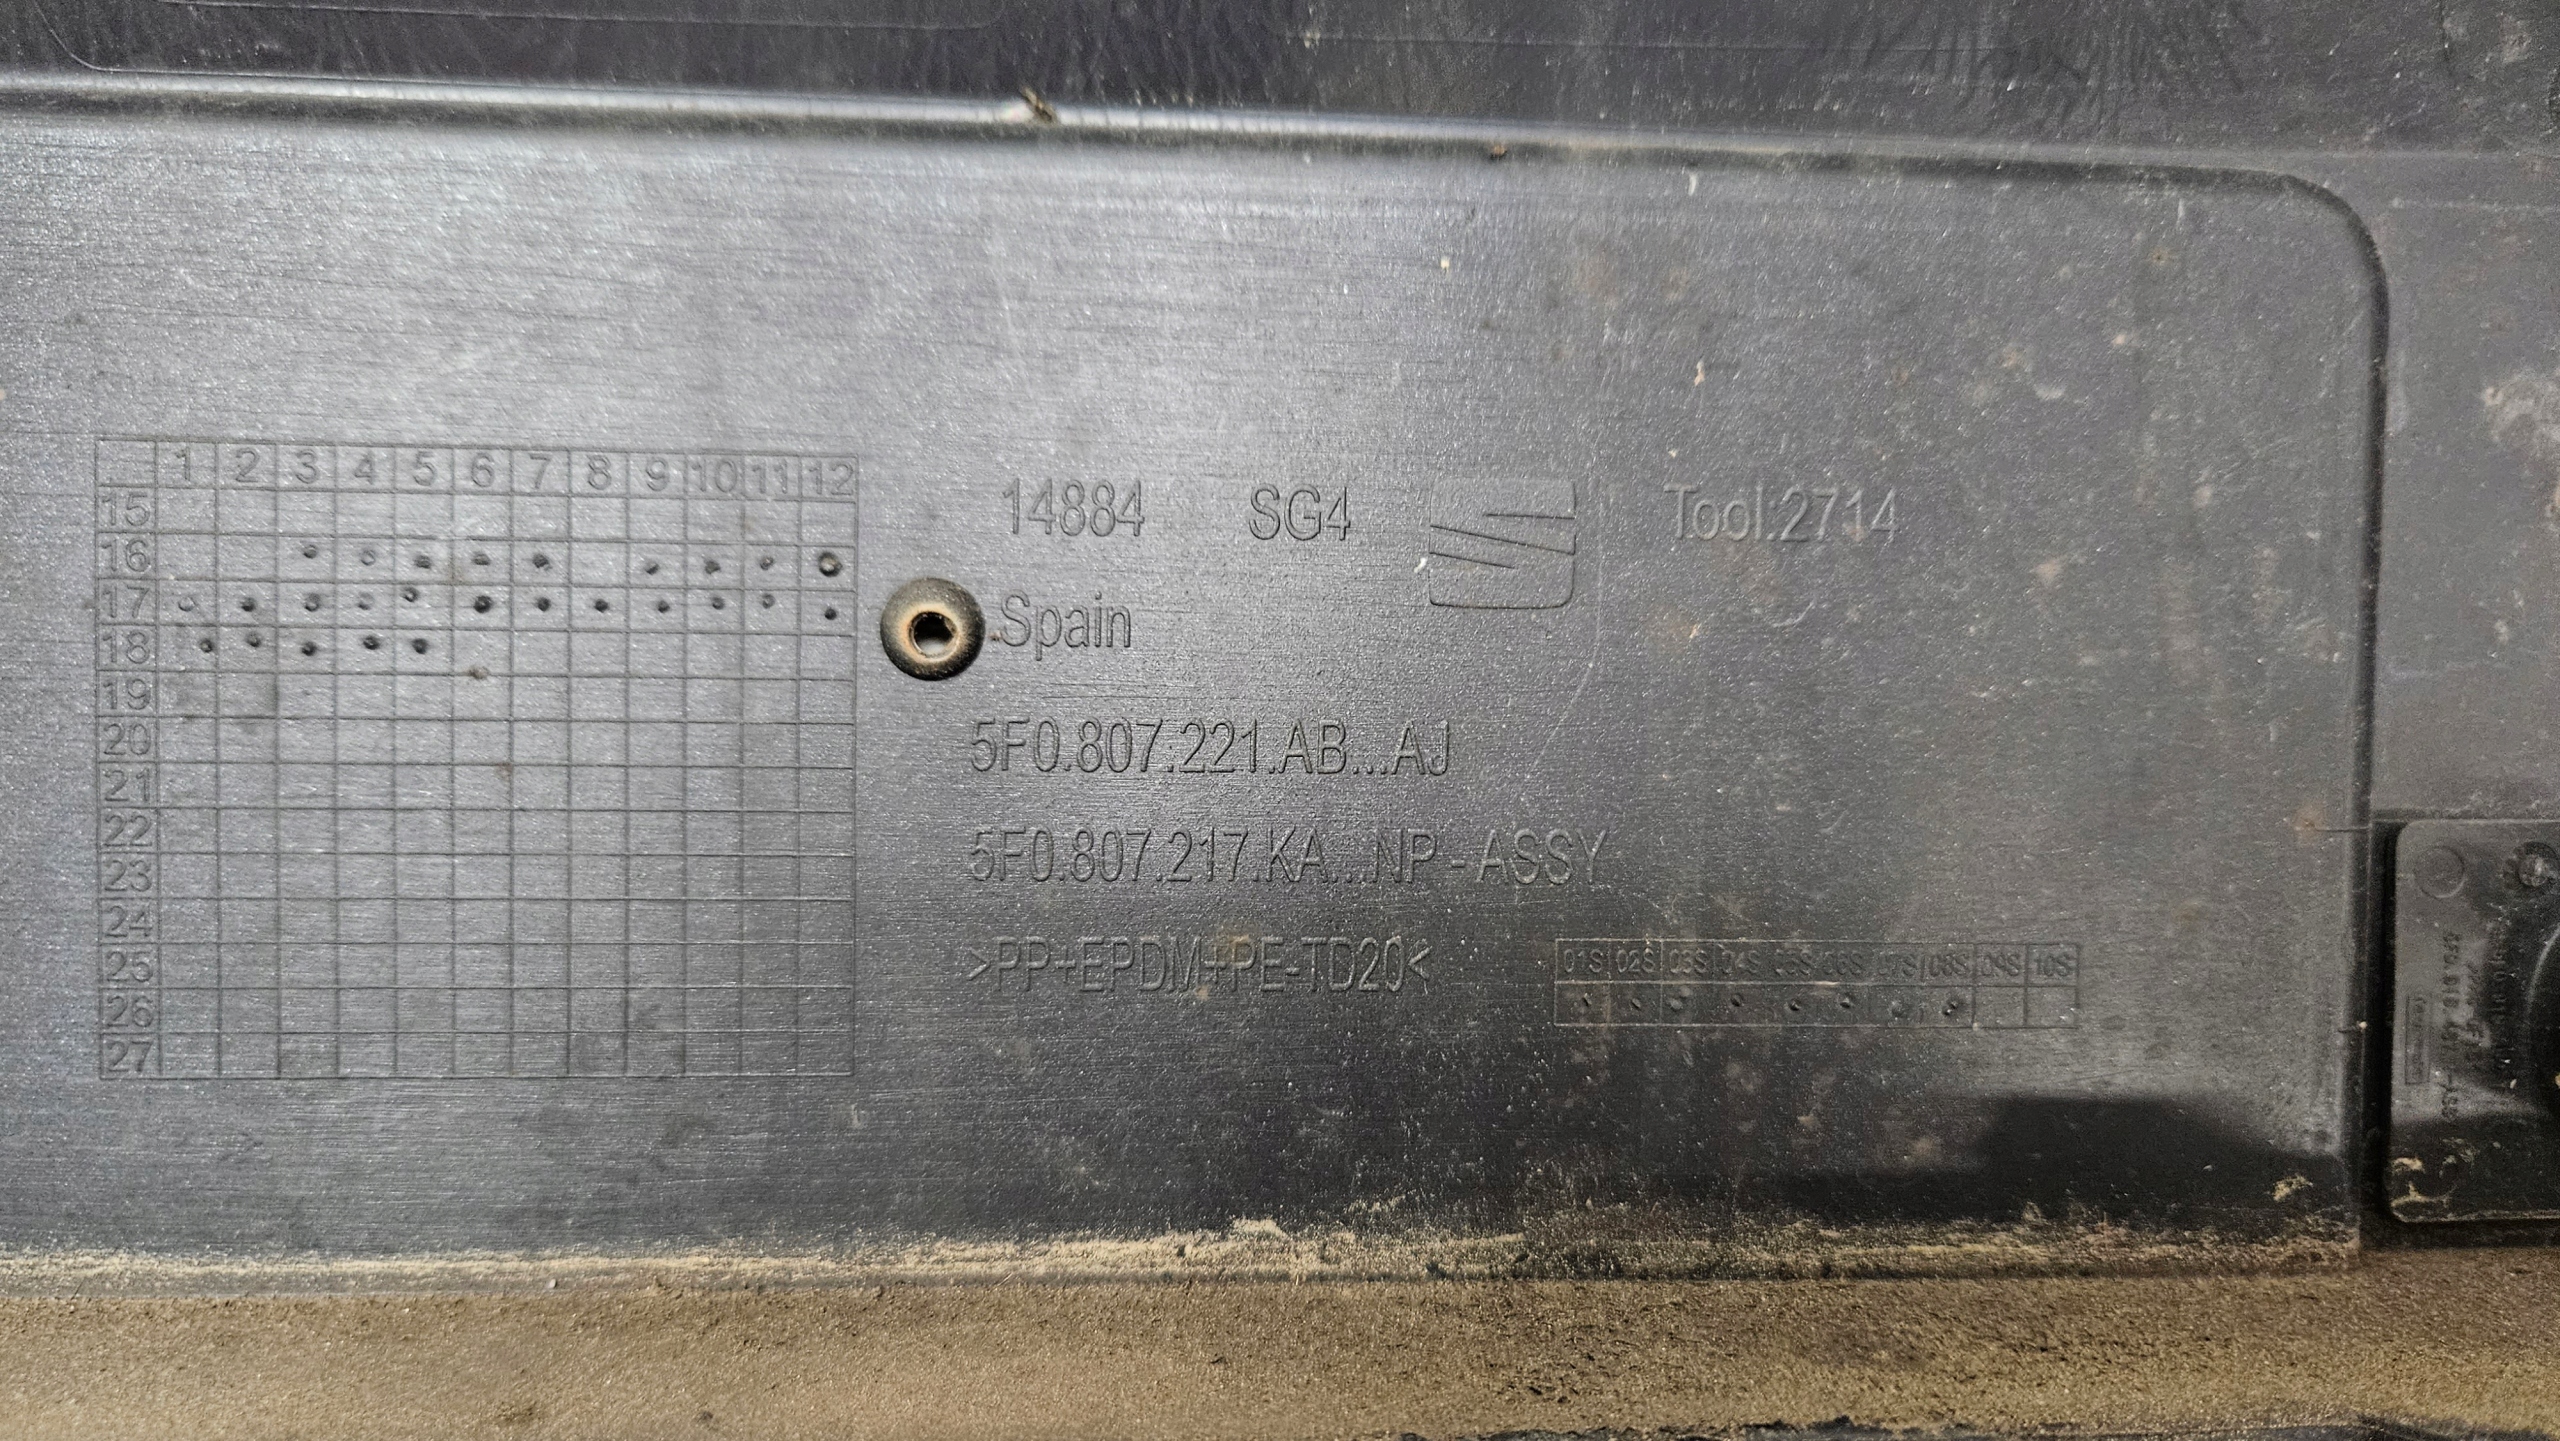 1 2 3 4 5 6 7 8 9 10 11 12
15
16
17
18
19
20
21
22
23
24
25
26
27
14884 SG4 Tool:2714
Spain
5F0.807.221.AB...AJ
5F0.807.217.KA...NP - ASSY
>PP+EPDM+PE-TD20<
01S 02S 03S 04S 05S 06S 07S 08S 09S 10S